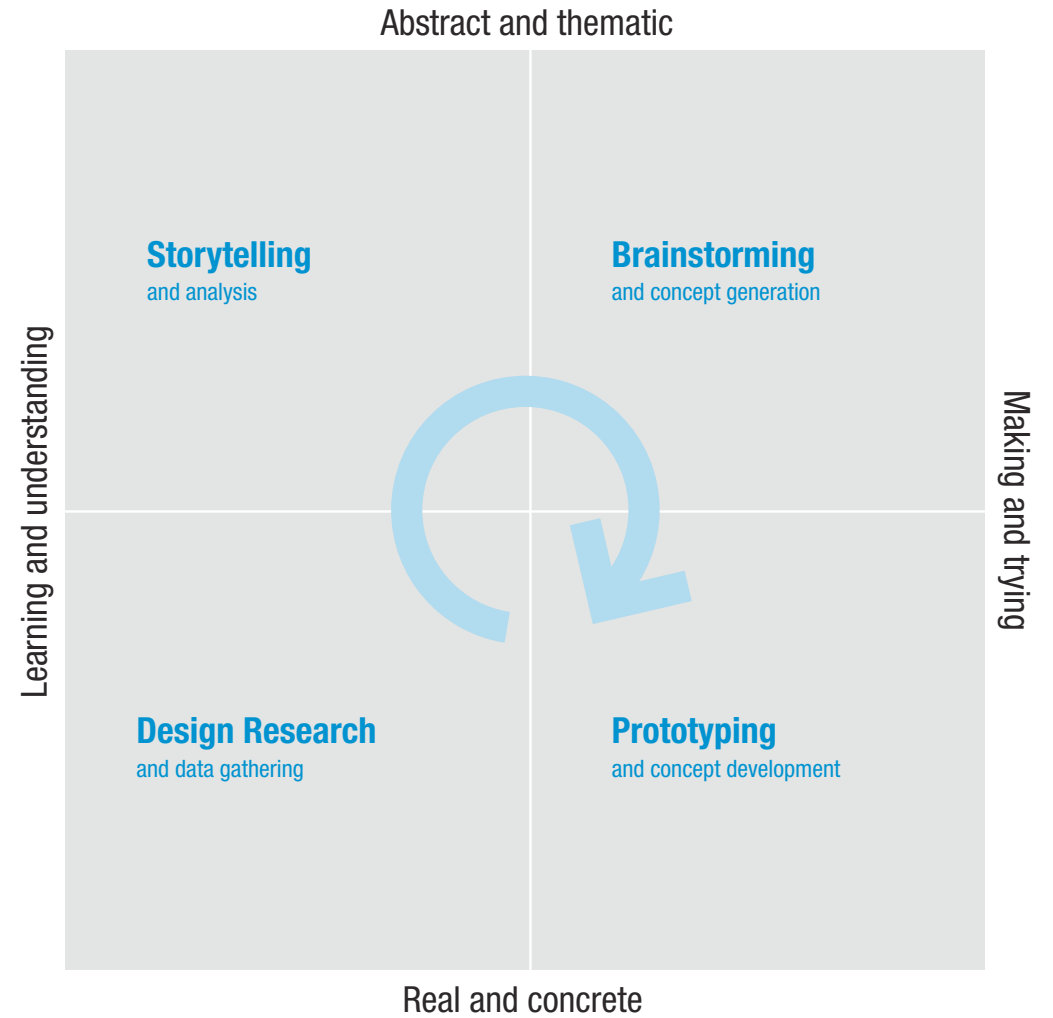 Abstract and thematic
Storytelling
and analysis
Brainstorming
and concept generation
Learning and understanding
Making and trying
Design Research
and data gathering
Prototyping
and concept development
Real and concrete